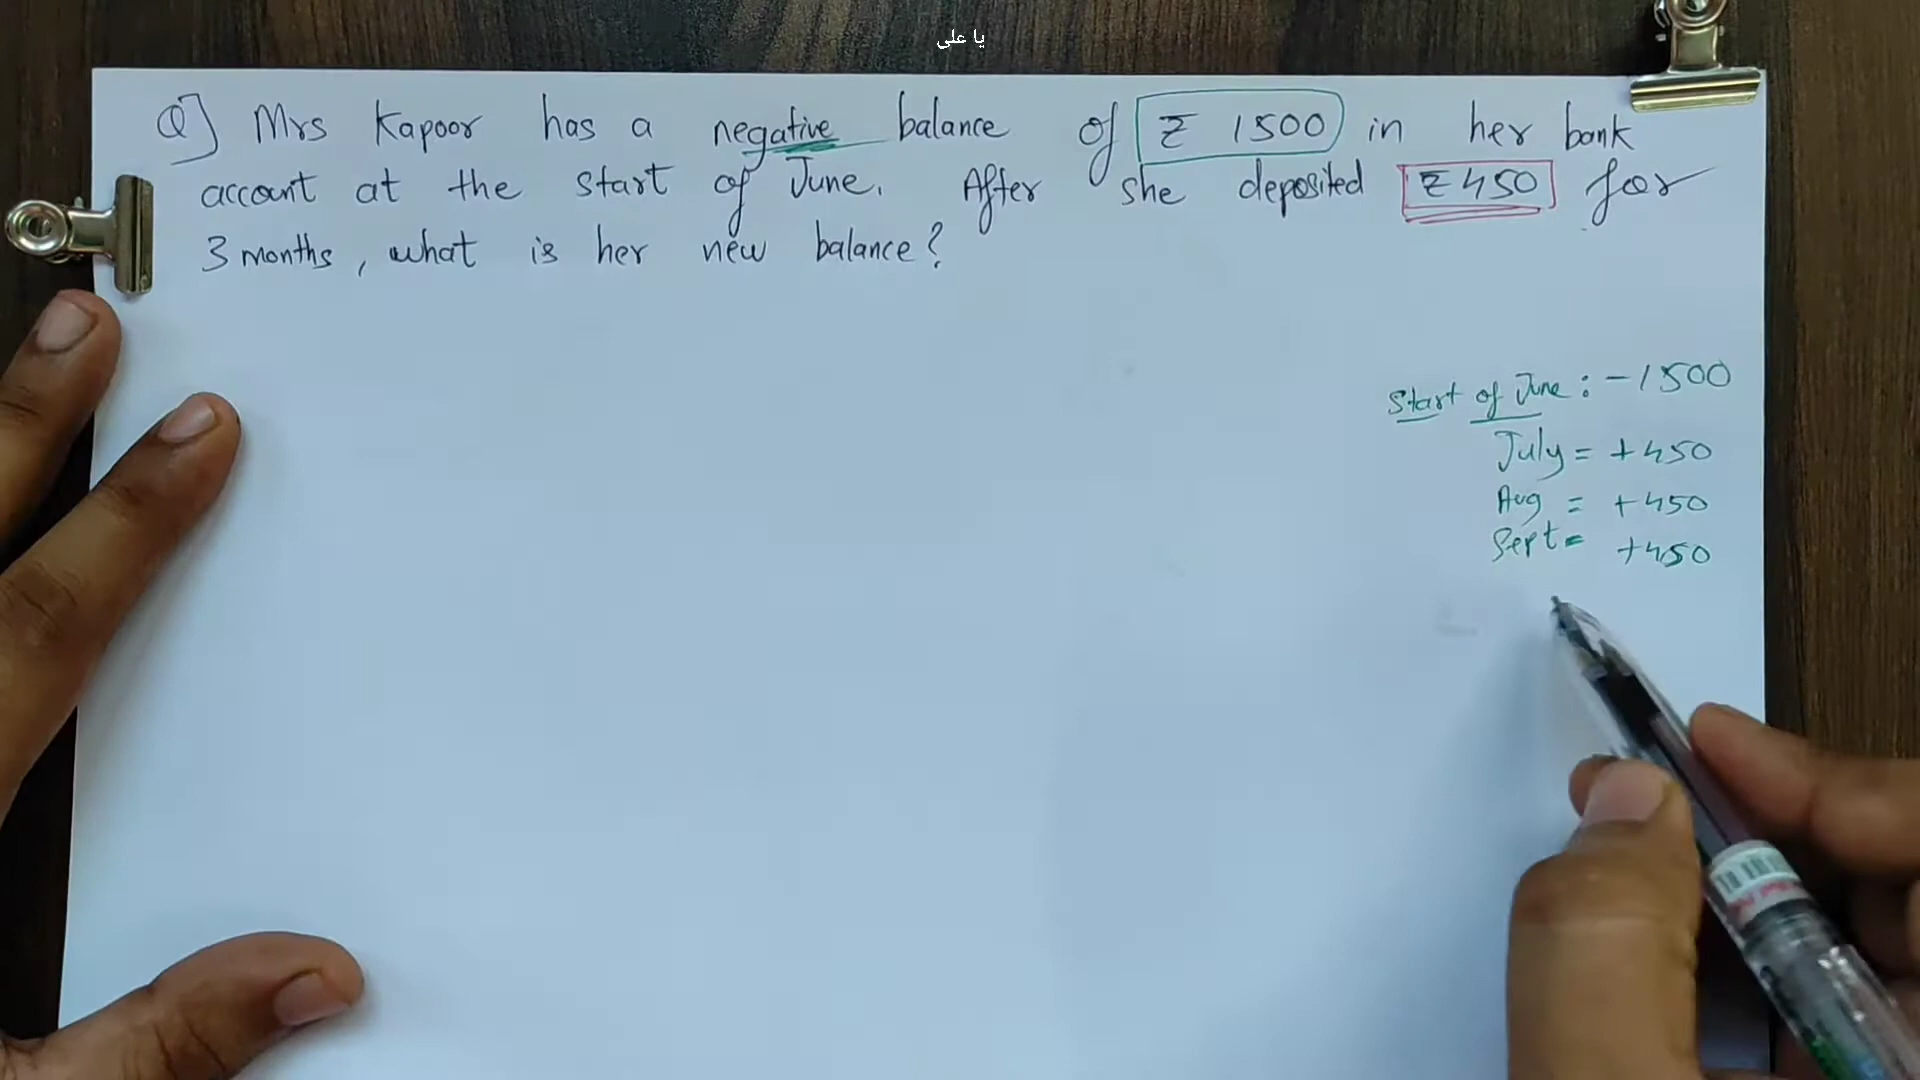 يا على
Q] Mrs Kapoor has a negative balance of ₹ 1500 in her bank
account at the start of June. After she deposited ₹450 for
3 months, what is her new balance?
Start of June : -1500
July = +450
Aug = +450
Sept = +450